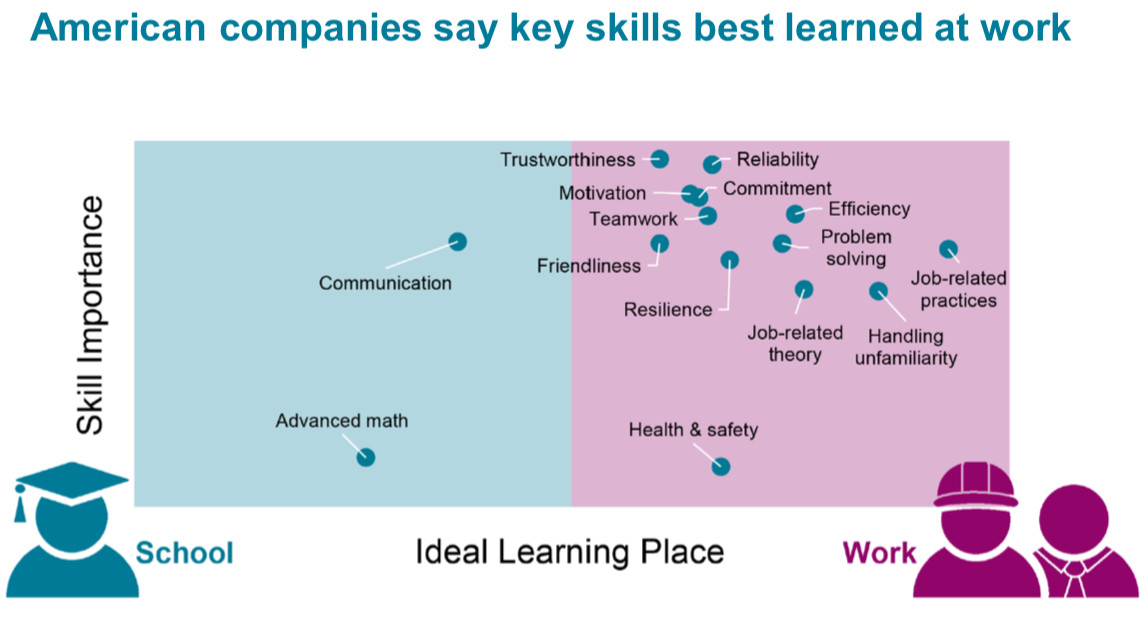 American companies say key skills best learned at work
Skill Importance
Trustworthiness
Reliability
Motivation
Commitment
Teamwork
Efficiency
Communication
Friendliness
Problem
solving
Resilience
Job-related
practices
Job-related
theory
Handling
unfamiliarity
Advanced math
Health & safety
School
Ideal Learning Place
Work